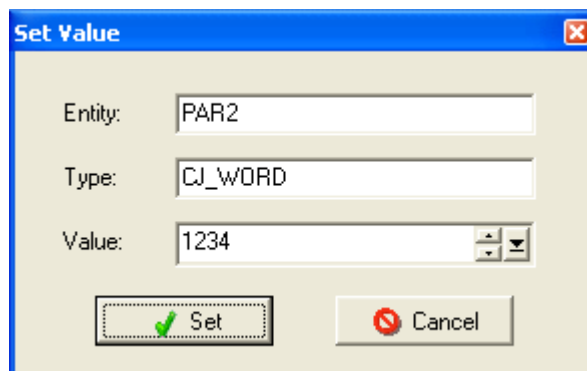 Set Value
Entity: PAR2
Type: CJ_WORD
Value: 1234
Set Cancel